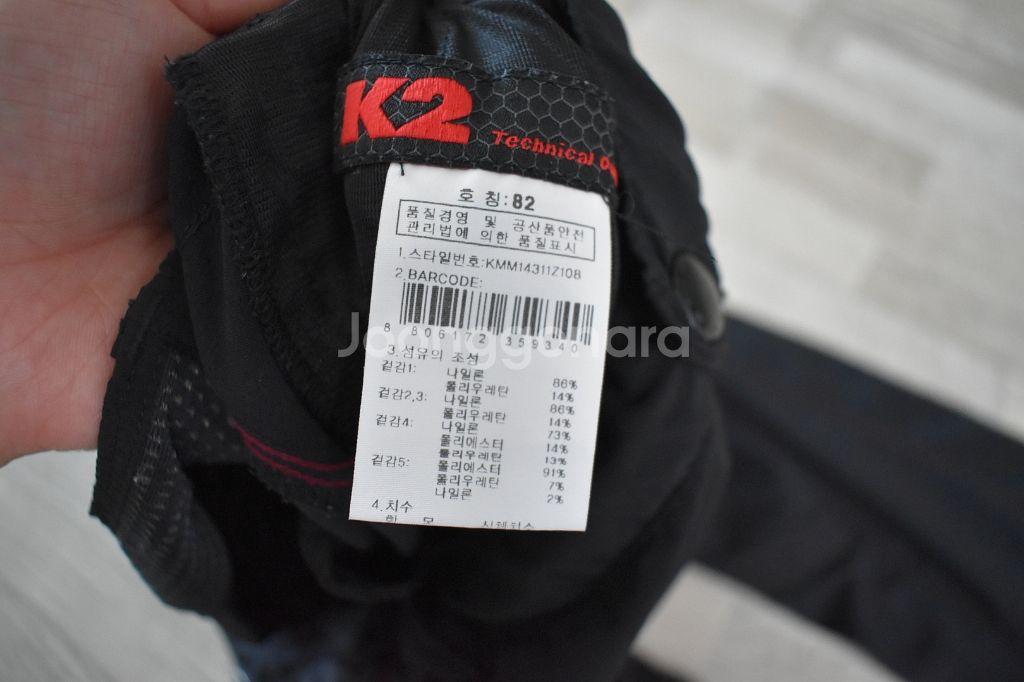 K2
Technical
호 칭:82
품질경영 및 공산품안전
관리법에 의한 품질표시
1.스타일번호:KMM14311Z108
2.BARCODE:
8 806172 359340
Joonggonara
3.섬유의 조성
겉감1: 나일론 86%
폴리우레탄 14%
겉감2,3: 나일론 86%
폴리우레탄 14%
겉감4: 나일론 73%
폴리에스터 14%
폴리우레탄 13%
겉감5: 폴리에스터 91%
폴리우레탄 7%
나일론 2%
4.치수